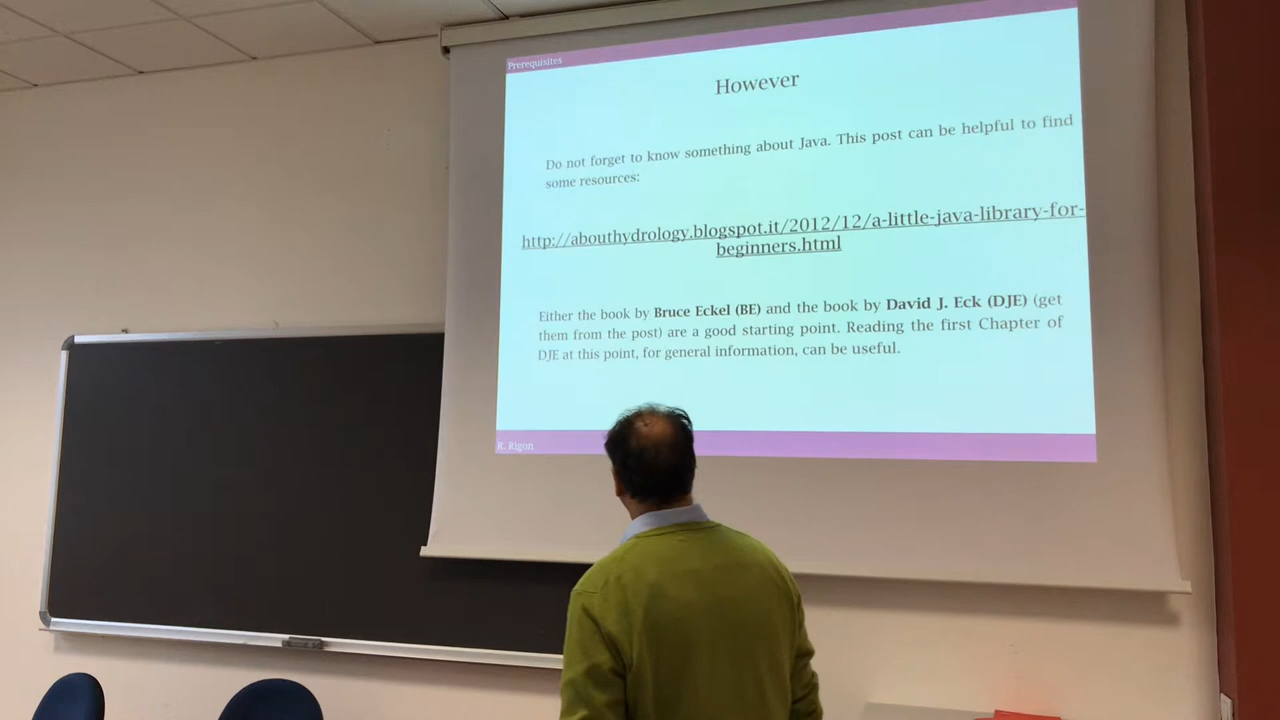 Prerequisites
However
Do not forget to know something about Java. This post can be helpful to find
some resources:
http://abouthydrology.blogspot.it/2012/12/a-little-java-library-for-
beginners.html
Either the book by Bruce Eckel (BE) and the book by David J. Eck (DJE) (get
them from the post) are a good starting point. Reading the first Chapter of
DJE at this point, for general information, can be useful.
R. Rigon